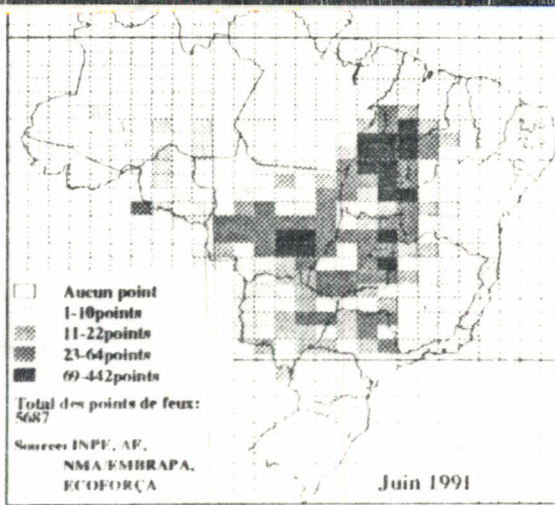 Aucun point
1-10points
11-22points
23-64points
69-442points
Total des points de feux:
5687
Source: INPE, AE,
NMA/EMBRAPA,
ECOFORÇA
Juin 1991